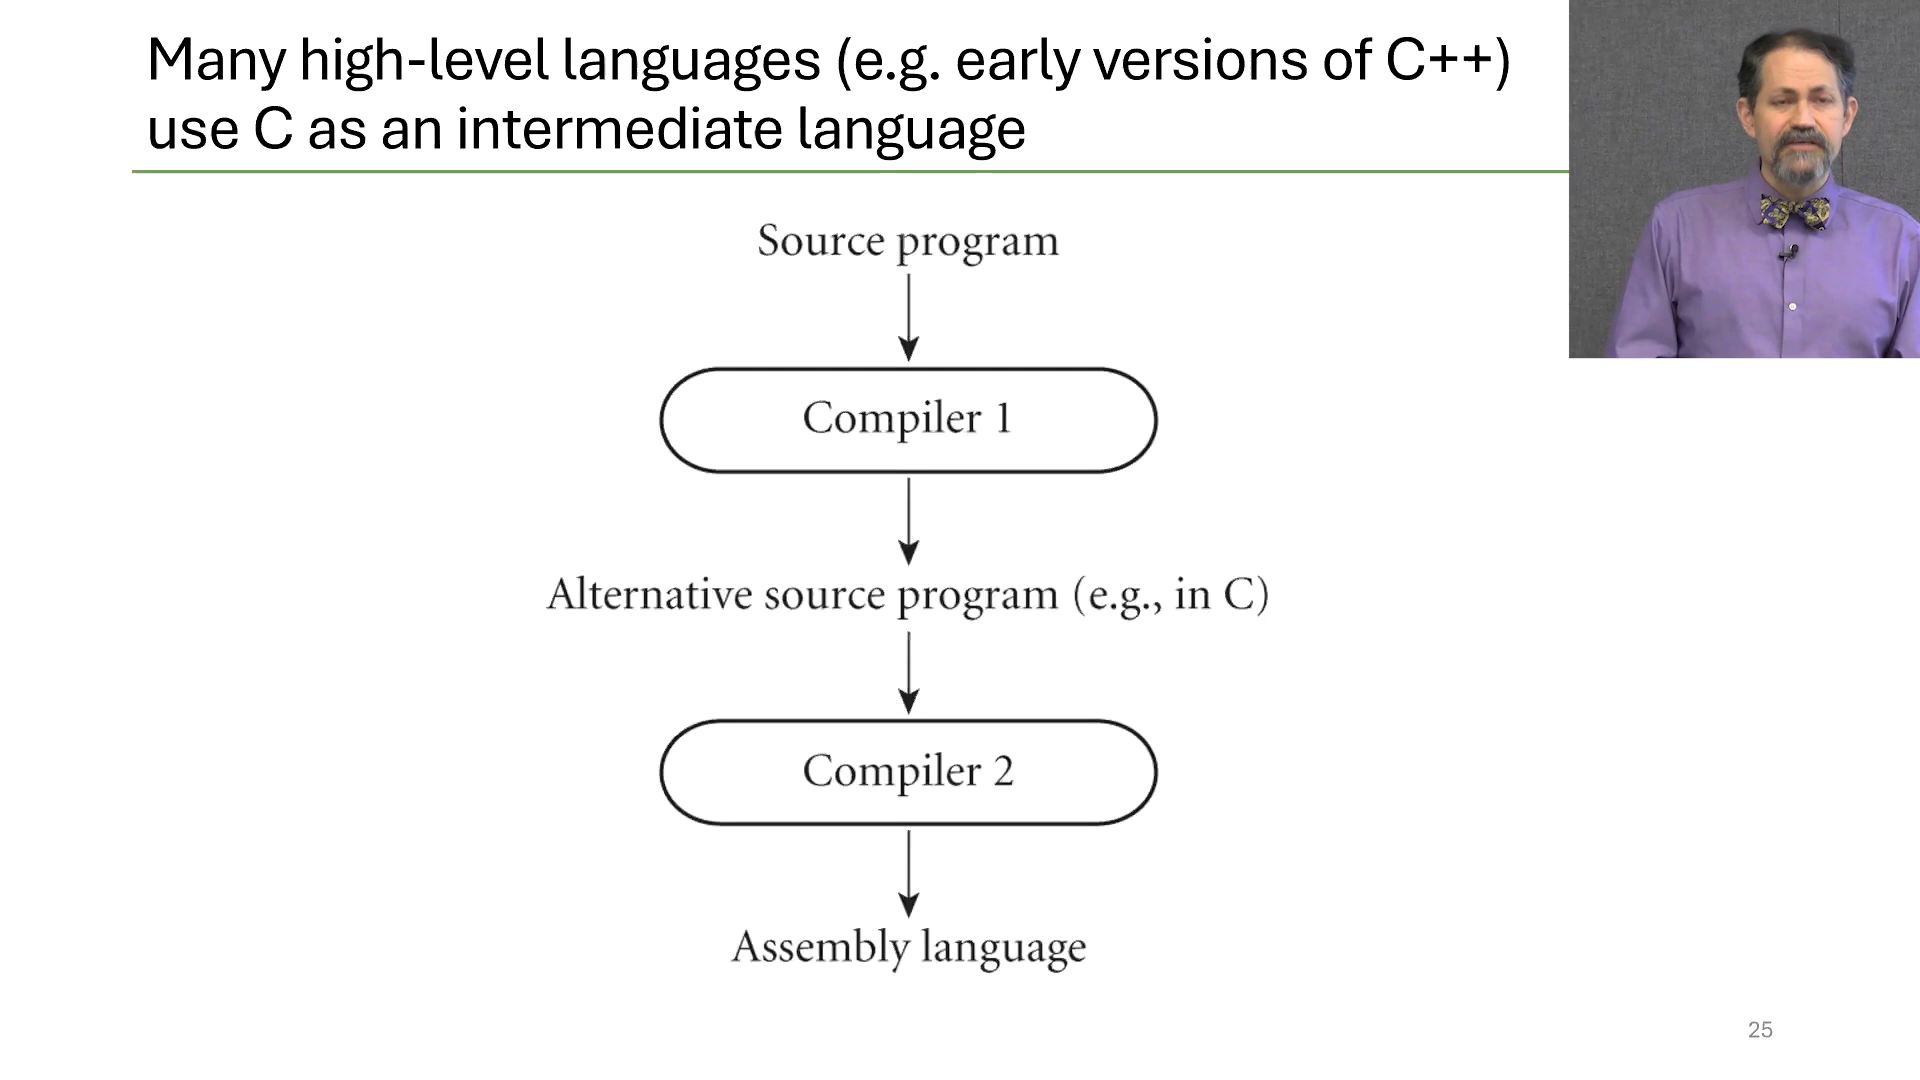 Many high-level languages (e.g. early versions of C++)
use C as an intermediate language
Source program
Compiler 1
Alternative source program (e.g., in C)
Compiler 2
Assembly language
25